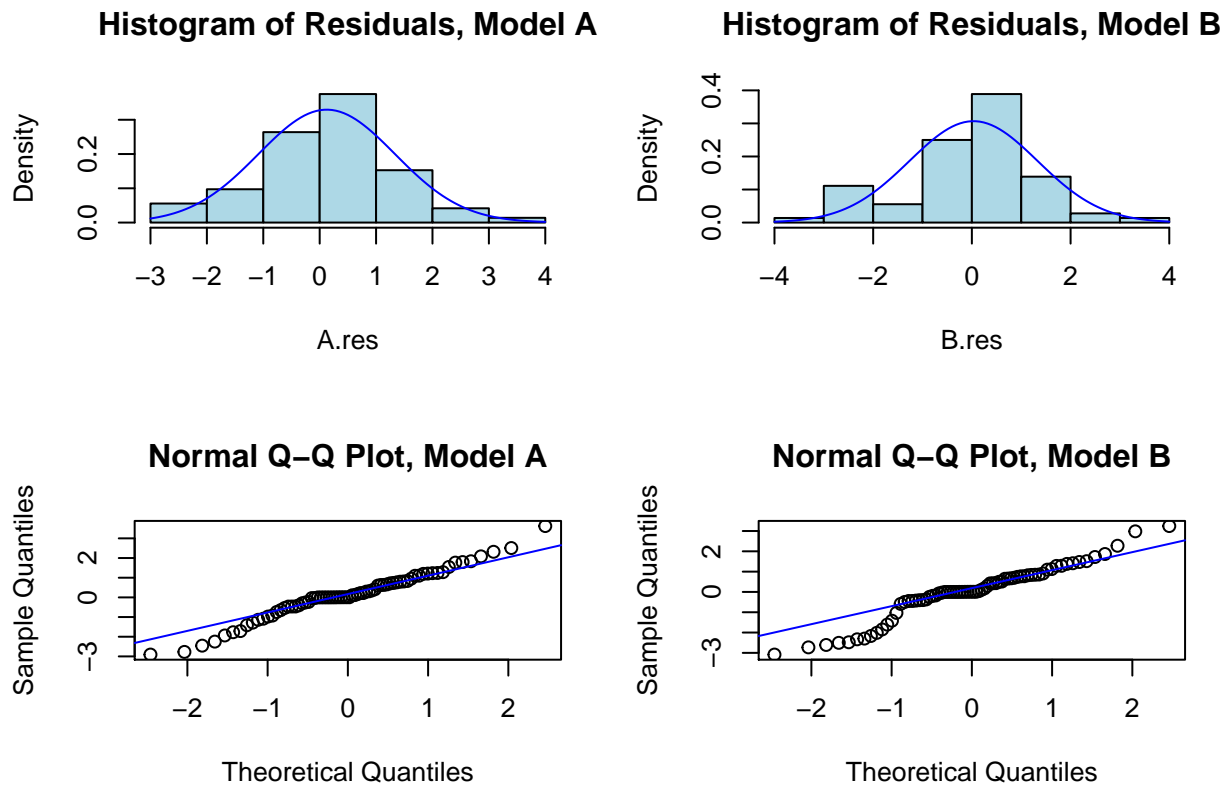 Histogram of Residuals, Model A
Density
0.0 0.2
−3 −2 −1 0 1 2 3 4
A.res
Histogram of Residuals, Model B
Density
0.0 0.2 0.4
−4 −2 0 2 4
B.res
Normal Q−Q Plot, Model A
Sample Quantiles
−3 0 2
−2 −1 0 1 2
Theoretical Quantiles
Normal Q−Q Plot, Model B
Sample Quantiles
−3 0 2
−2 −1 0 1 2
Theoretical Quantiles